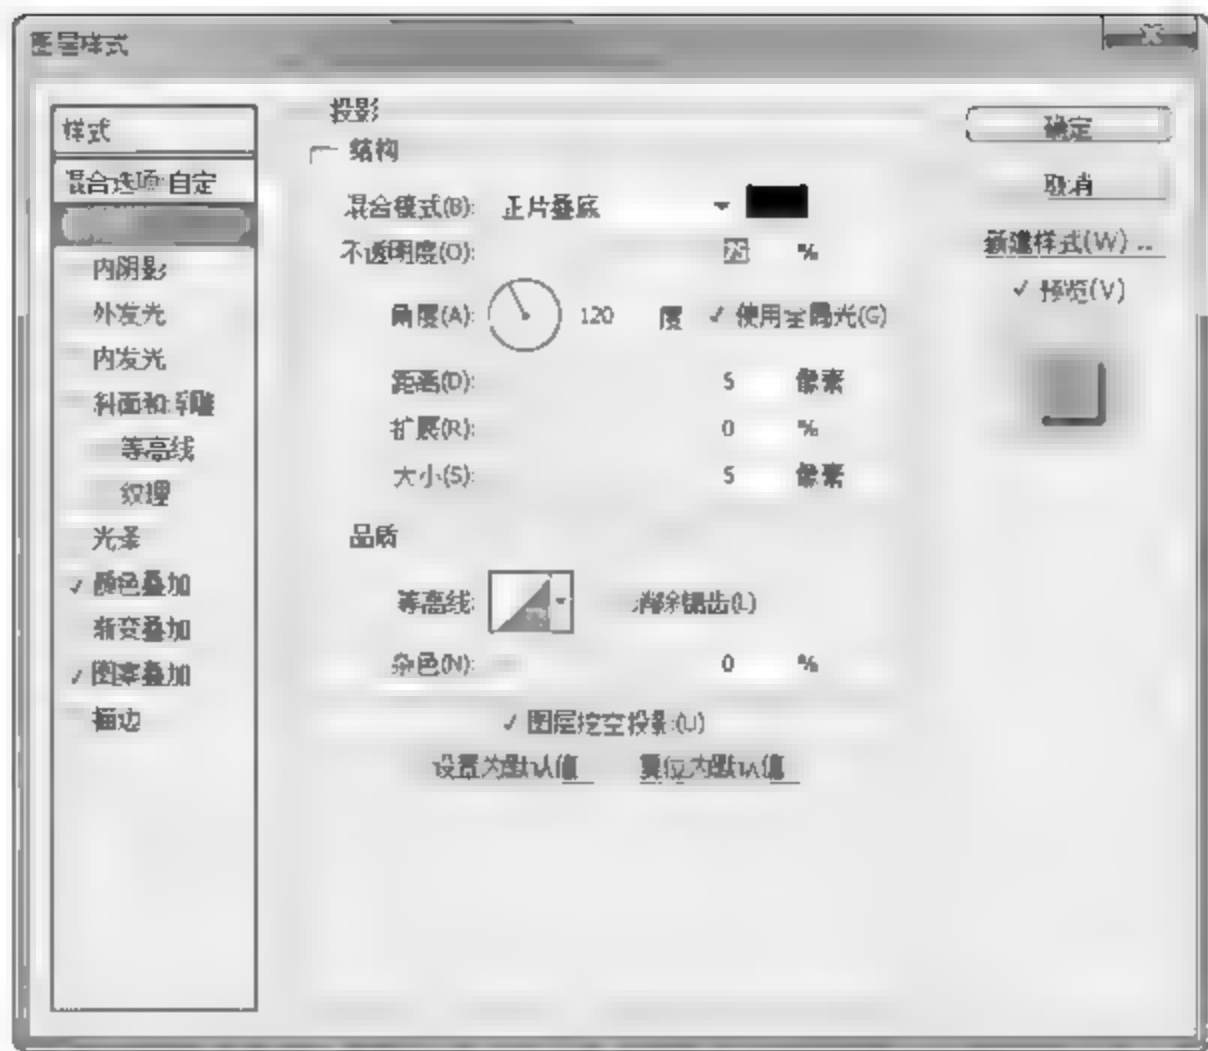 图层样式
样式
混合选项:自定
内阴影
外发光
内发光
斜面和浮雕
等高线
纹理
光泽
✓ 颜色叠加
渐变叠加
✓ 图案叠加
描边
投影
结构
混合模式(B): 正片叠底
不透明度(O): 75 %
角度(A): 120 度 ✓ 使用全局光(G)
距离(D): 5 像素
扩展(R): 0 %
大小(S): 5 像素
品质
等高线: 消除锯齿(L)
杂色(N): 0 %
✓ 图层挖空投影(U)
设置为默认值 复位为默认值
确定
取消
新建样式(W)...
✓ 预览(V)